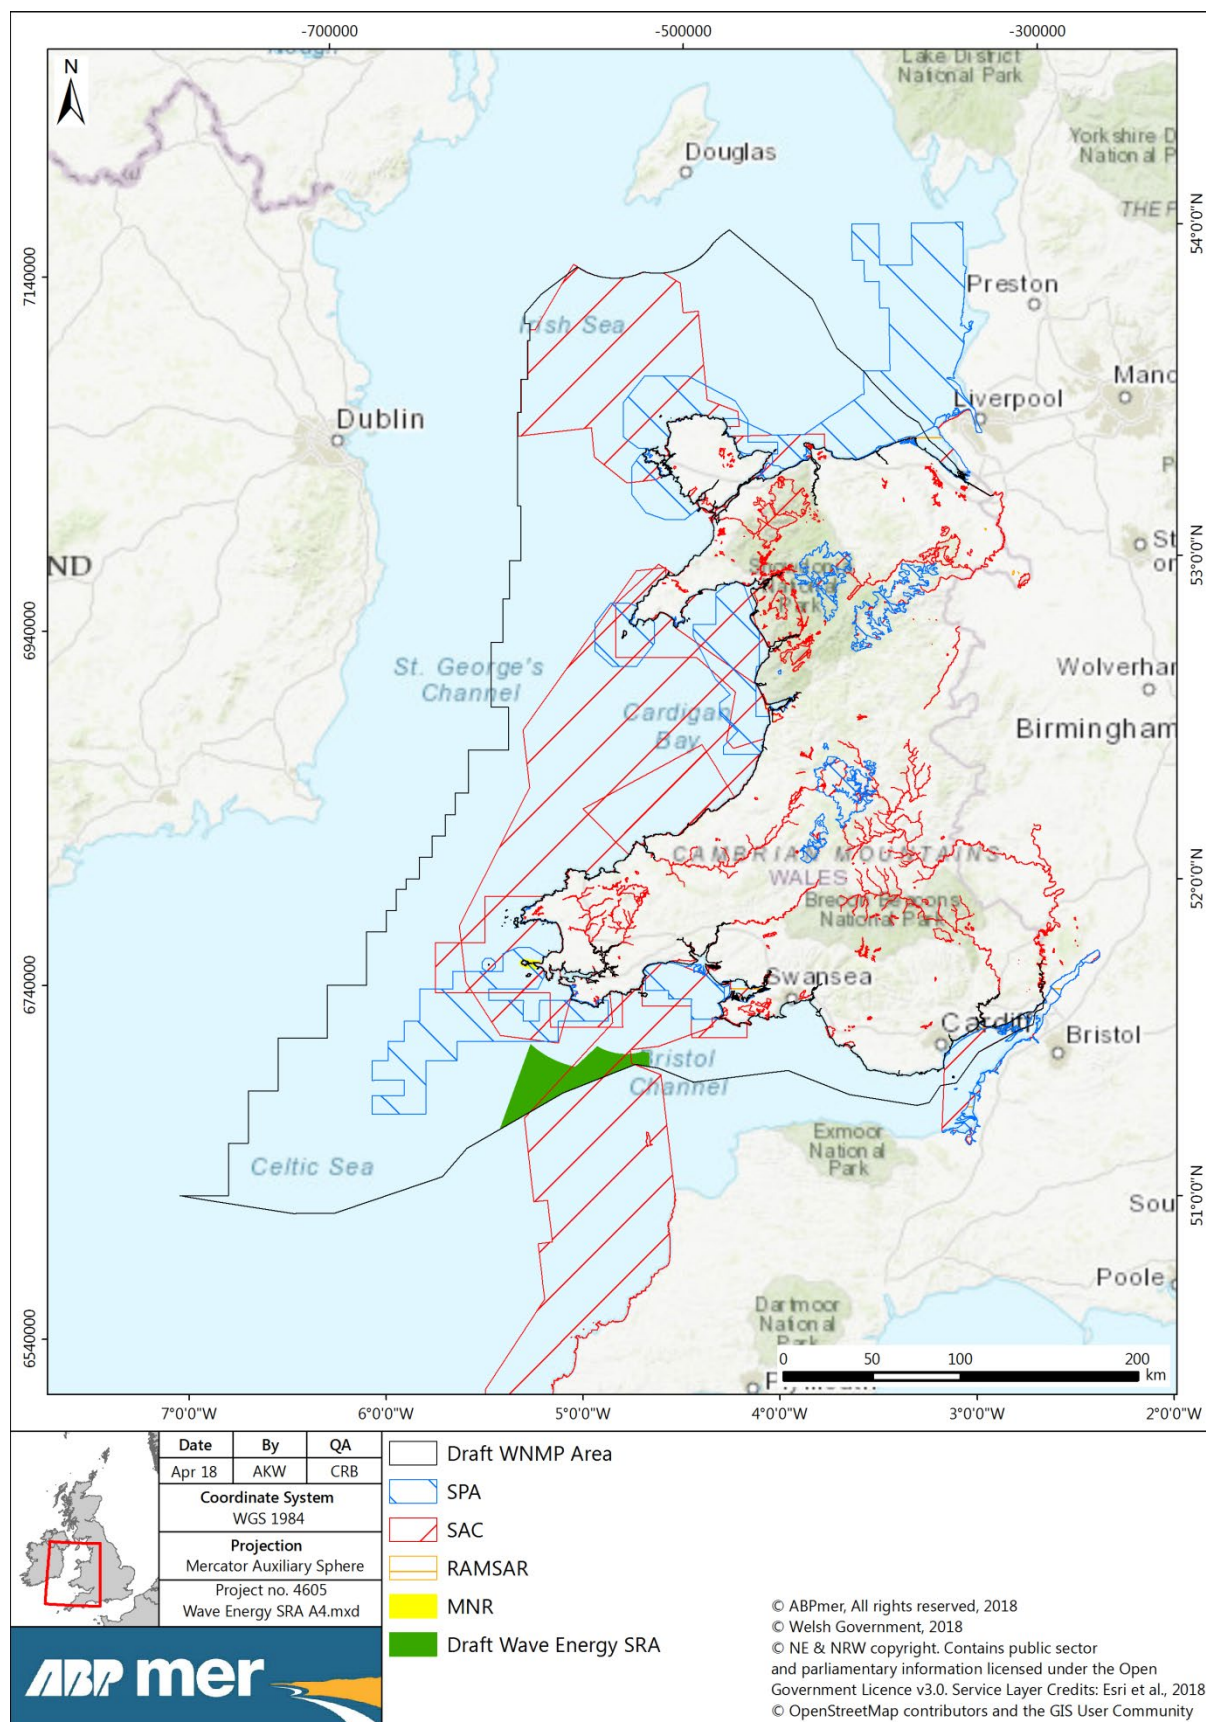 -700000
-500000
-300000
N
Lake District
National Park
Yorkshire D
National P
THE F
Douglas
54°0'0"N
7140000
Preston
Irish Sea
Manc
Liverpool
Dublin
St
on
53°0'0"N
ND
Snowdonia
National
Park
6940000
St. George's
Channel
Wolverhar
Cardigan
Bay
Birmingham
CAMBRIAN MOUNTAINS
WALES
52°0'0"N
Brecon Beacons
National Park
6740000
Swansea
Cardiff
Bristol
Bristol
Channel
Exmoor
National
Park
Celtic Sea
51°0'0"N
Sou
Poole
Dartmoor
National
Park
6540000
0 50 100 200
km
Plymouth
7°0'0"W
6°0'0"W
5°0'0"W
4°0'0"W
3°0'0"W
2°0'0"W
Date By QA
Apr 18 AKW CRB
Coordinate System
WGS 1984
Projection
Mercator Auxiliary Sphere
Project no. 4605
Wave Energy SRA A4.mxd
ABP mer
Draft WNMP Area
SPA
SAC
RAMSAR
MNR
Draft Wave Energy SRA
© ABPmer, All rights reserved, 2018
© Welsh Government, 2018
© NE & NRW copyright. Contains public sector
and parliamentary information licensed under the Open
Government Licence v3.0. Service Layer Credits: Esri et al., 2018
© OpenStreetMap contributors and the GIS User Community